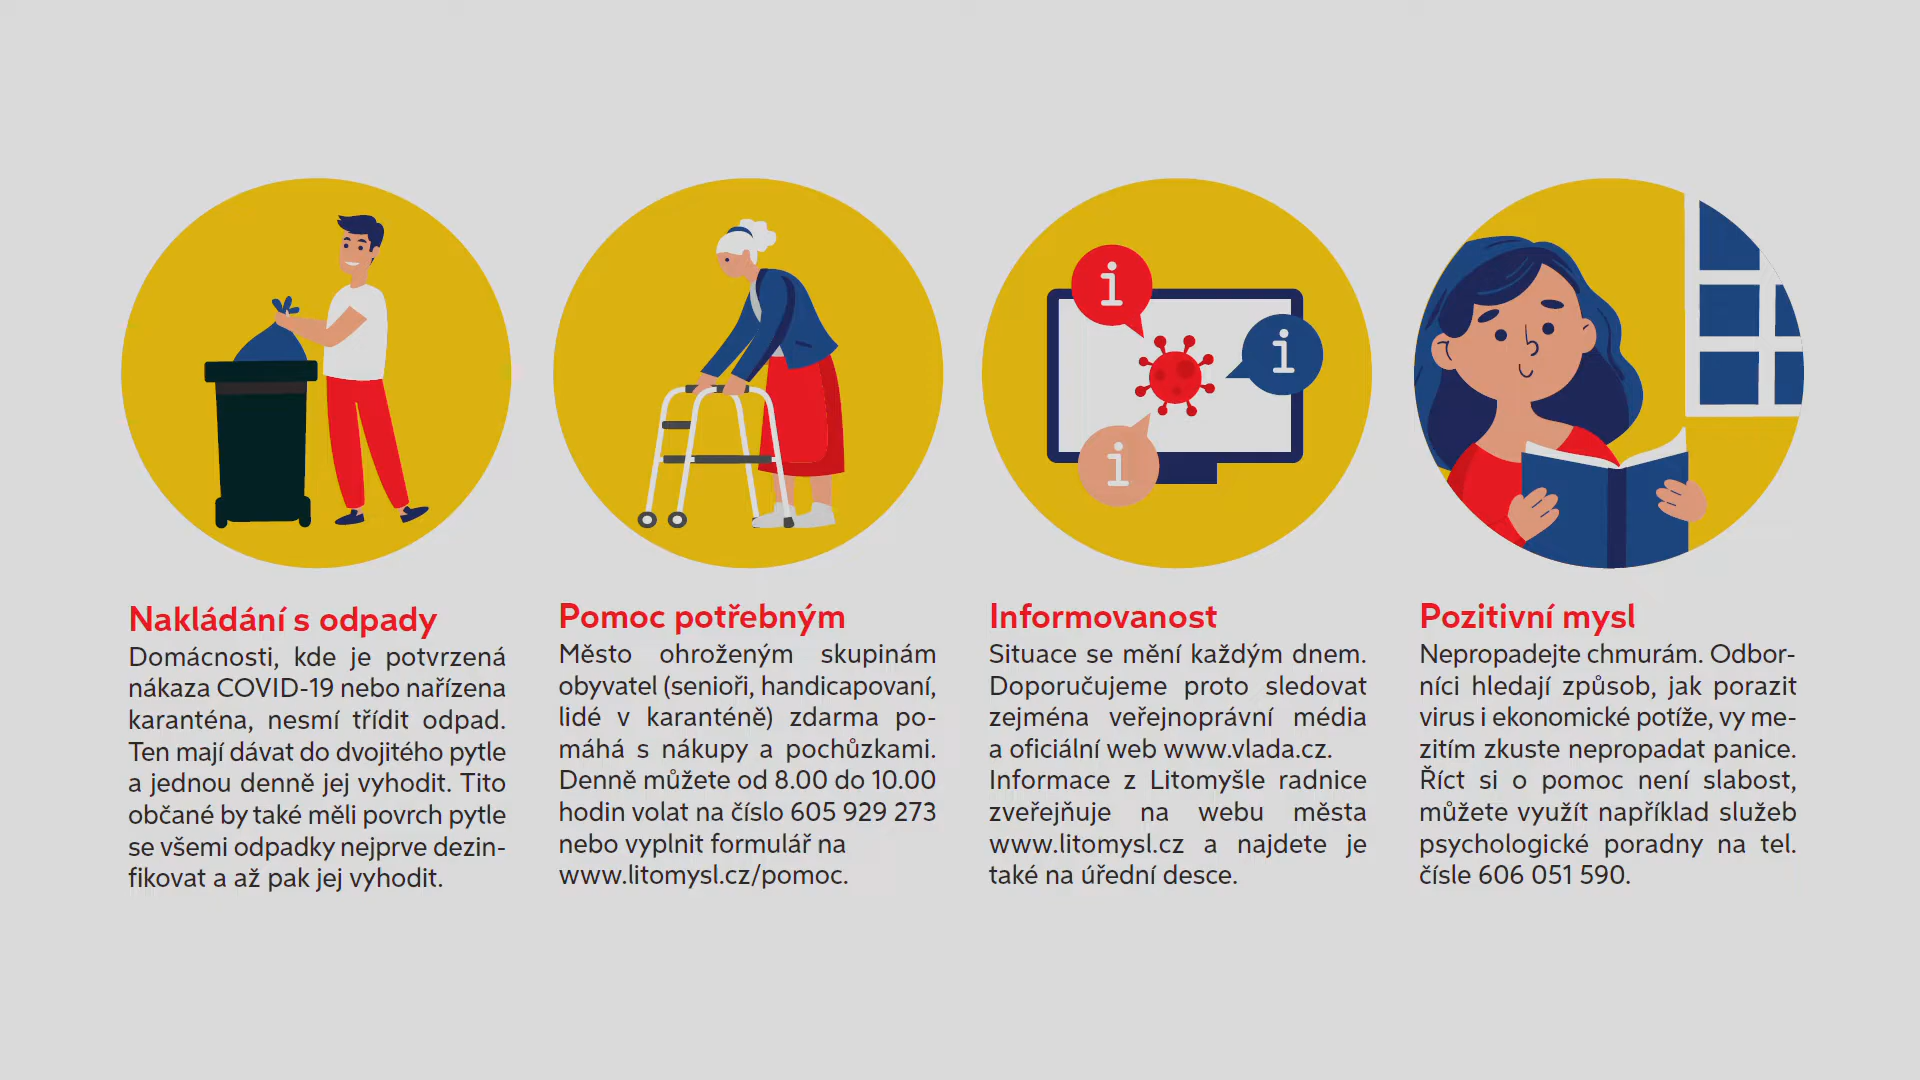 Nakládání s odpady
Domácnosti, kde je potvrzená
nákaza COVID-19 nebo nařízena
karanténa, nesmí třídit odpad.
Ten mají dávat do dvojitého pytle
a jednou denně jej vyhodit. Tito
občané by také měli povrch pytle
se všemi odpadky nejprve dezin-
fikovat a až pak jej vyhodit.
Pomoc potřebným
Město ohroženým skupinám
obyvatel (senioři, handicapovaní,
lidé v karanténě) zdarma po-
máhá s nákupy a pochůzkami.
Denně můžete od 8.00 do 10.00
hodin volat na číslo 605 929 273
nebo vyplnit formulář na
www.litomysl.cz/pomoc.
i
i
i
Informovanost
Situace se mění každým dnem.
Doporučujeme proto sledovat
zejména veřejnoprávní média
a oficiální web www.vlada.cz.
Informace z Litomyšle radnice
zveřejňuje na webu města
www.litomysl.cz a najdete je
také na úřední desce.
Pozitivní mysl
Nepropadejte chmurám. Odbor-
níci hledají způsob, jak porazit
virus i ekonomické potíže, vy me-
zitím zkuste nepropadat panice.
Říct si o pomoc není slabost,
můžete využít například služeb
psychologické poradny na tel.
čísle 606 051 590.